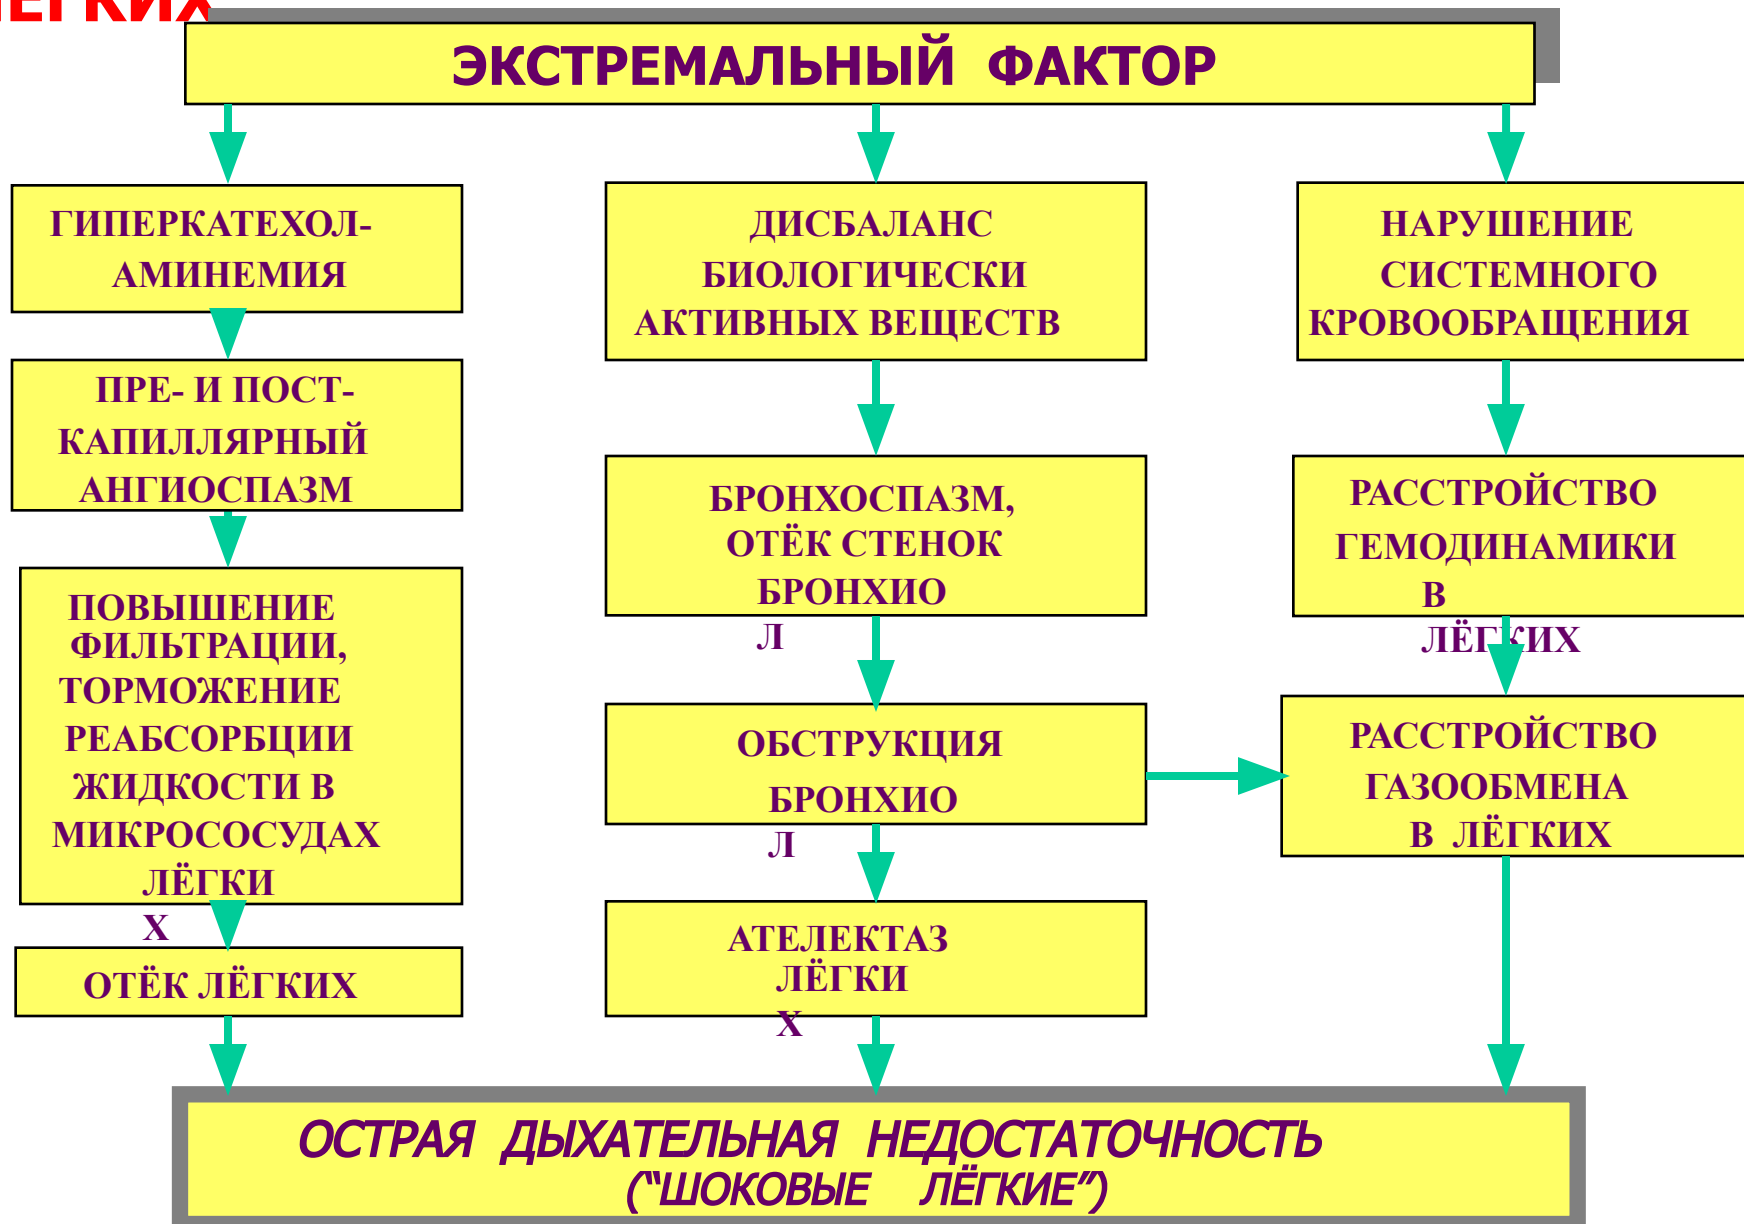 ЛЁГКИХ
ЭКСТРЕМАЛЬНЫЙ ФАКТОР
ГИПЕРКАТЕХОЛ-
АМИНЕМИЯ
ПРЕ- И ПОСТ-
КАПИЛЛЯРНЫЙ
АНГИОСПАЗМ
ПОВЫШЕНИЕ
ФИЛЬТРАЦИИ,
ТОРМОЖЕНИЕ
РЕАБСОРБЦИИ
ЖИДКОСТИ В
МИКРОСОСУДАХ
ЛЁГКИ
Х
ОТЁК ЛЁГКИХ
ДИСБАЛАНС
БИОЛОГИЧЕСКИ
АКТИВНЫХ ВЕЩЕСТВ
БРОНХОСПАЗМ,
ОТЁК СТЕНОК
БРОНХИО
Л
ОБСТРУКЦИЯ
БРОНХИО
Л
АТЕЛЕКТАЗ
ЛЁГКИ
Х
НАРУШЕНИЕ
СИСТЕМНОГО
КРОВООБРАЩЕНИЯ
РАССТРОЙСТВО
ГЕМОДИНАМИКИ
В
ЛЁГКИХ
РАССТРОЙСТВО
ГАЗООБМЕНА
В ЛЁГКИХ
ОСТРАЯ ДЫХАТЕЛЬНАЯ НЕДОСТАТОЧНОСТЬ
(“ШОКОВЫЕ ЛЁГКИЕ”)